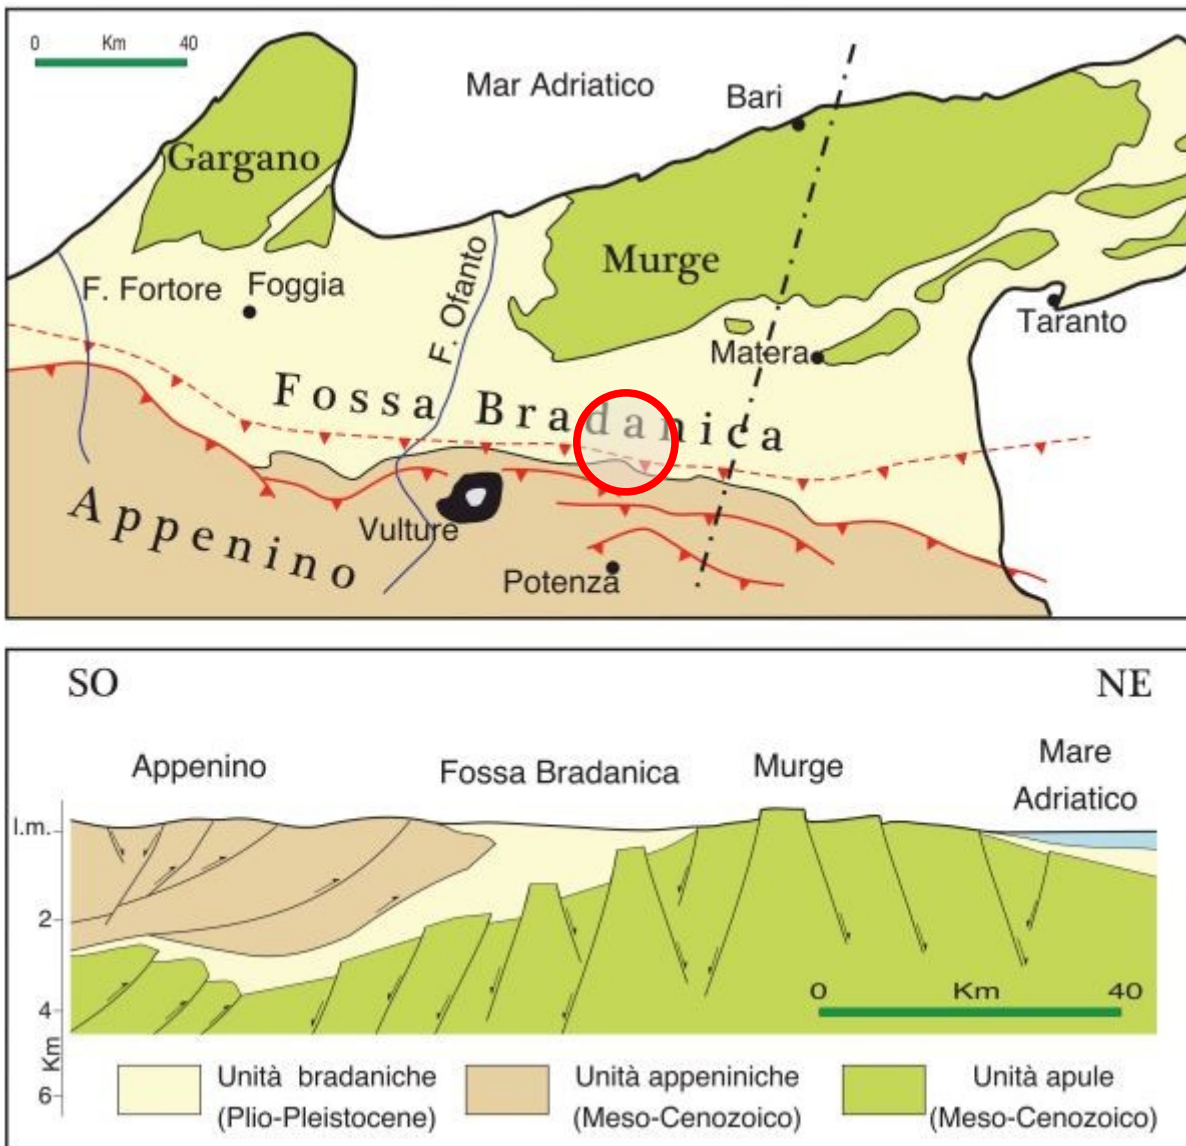 0 Km 40
Mar Adriatico
Bari
Gargano
Murge
F. Fortore
Foggia
F. Ofanto
Taranto
Matera
Fossa Bradanica
Appenino
Vulture
Potenza
SO
NE
Appenino
Fossa Bradanica
Murge
Mare
Adriatico
l.m.
2
4
Km
6
0 Km 40
Unità bradaniche
(Plio-Pleistocene)
Unità appeniniche
(Meso-Cenozoico)
Unità apule
(Meso-Cenozoico)